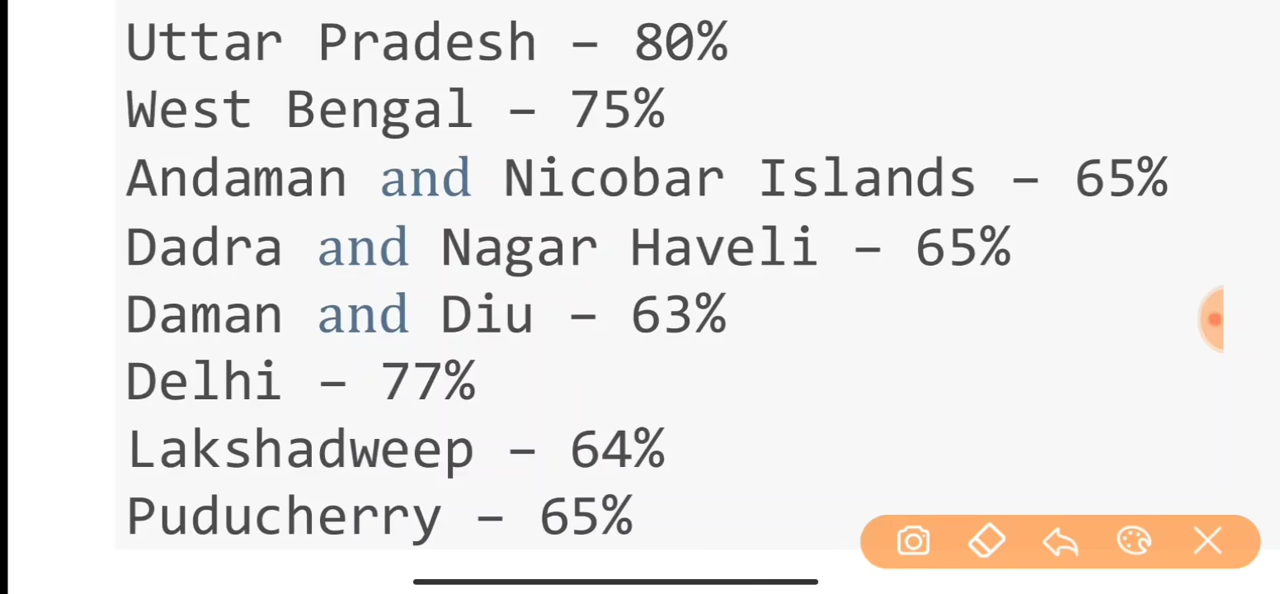 Uttar Pradesh – 80%
West Bengal – 75%
Andaman and Nicobar Islands – 65%
Dadra and Nagar Haveli – 65%
Daman and Diu – 63%
Delhi – 77%
Lakshadweep – 64%
Puducherry – 65%